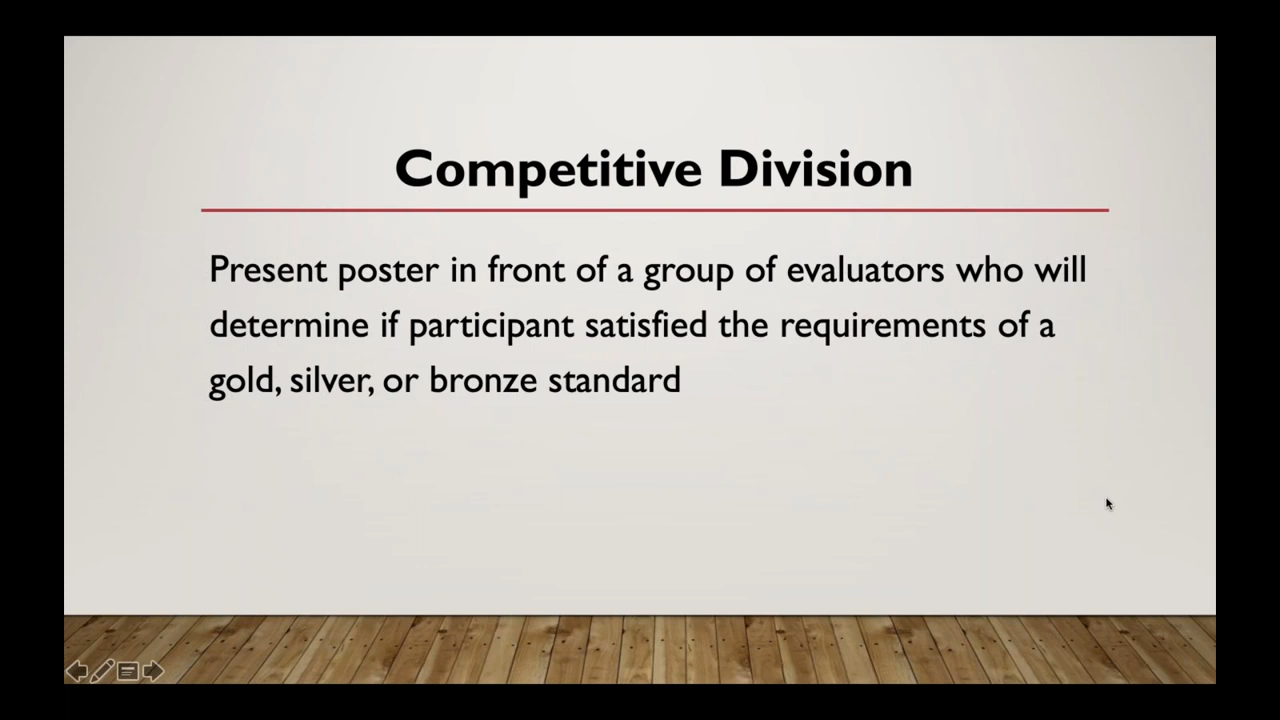 Competitive Division
Present poster in front of a group of evaluators who will
determine if participant satisfied the requirements of a
gold, silver, or bronze standard